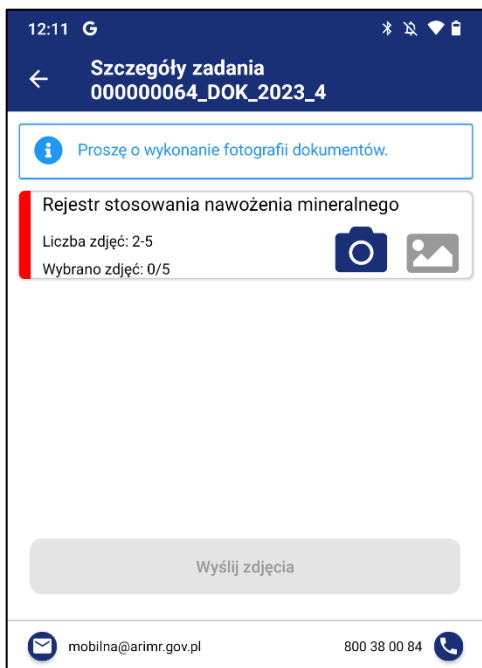 12:11 G
Szczegóły zadania
000000064_DOK_2023_4
Proszę o wykonanie fotografii dokumentów.
Rejestr stosowania nawożenia mineralnego
Liczba zdjęć: 2-5
Wybrano zdjęć: 0/5
Wyślij zdjęcia
mobilna@arimr.gov.pl 800 38 00 84